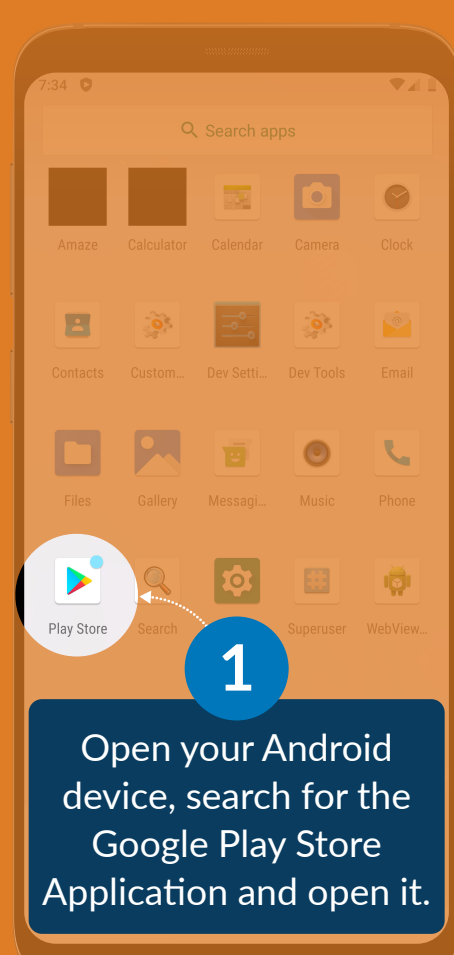 7:34
Search apps
Amaze Calculator Calendar Camera Clock
Contacts Custom... Dev Setti... Dev Tools Email
Files Gallery Messagi... Music Phone
Play Store Search Superuser WebView...
1
Open your Android
device, search for the
Google Play Store
Application and open it.